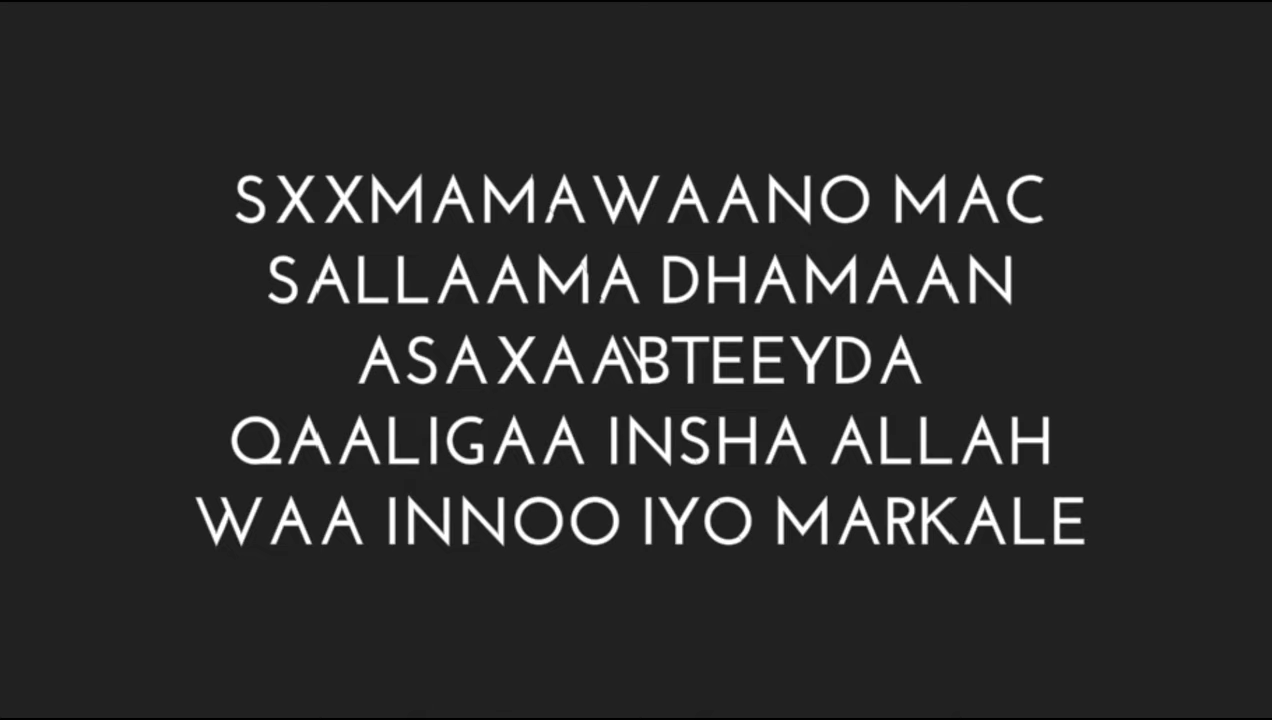 SXXMAMAWAANO MAC
SALLAAMA DHAMAAN
ASAXAABTEEYDA
QAALIGAA INSHA ALLAH
WAA INNOO IYO MARKALE